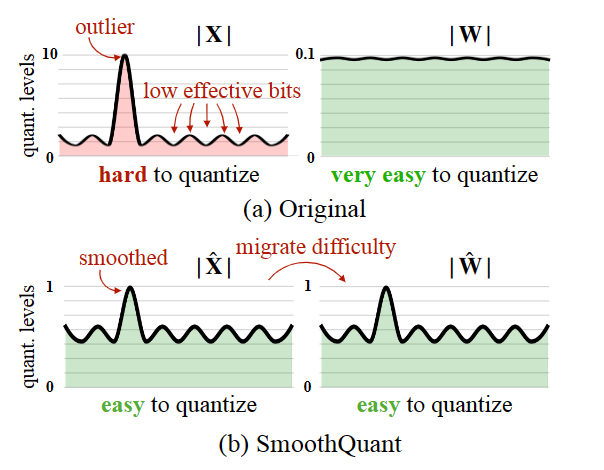 outlier
|X|
|W|
10
0.1
quant. levels
low effective bits
0
0
hard to quantize
very easy to quantize
(a) Original
migrate difficulty
smoothed
|X̂|
|Ŵ|
1
1
quant. levels
0
0
easy to quantize
easy to quantize
(b) SmoothQuant